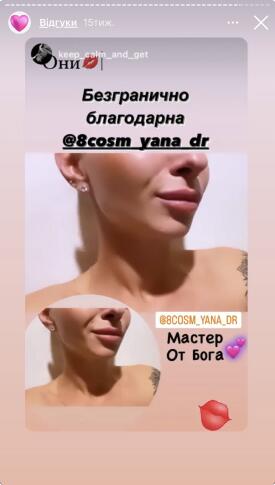 Відгуки 15тиж.
keep_calm_and_get
Они💋
Безгранично
благодарна
@8cosm_yana_dr
@8COSM_YANA_DR
Мастер
От Бога💞